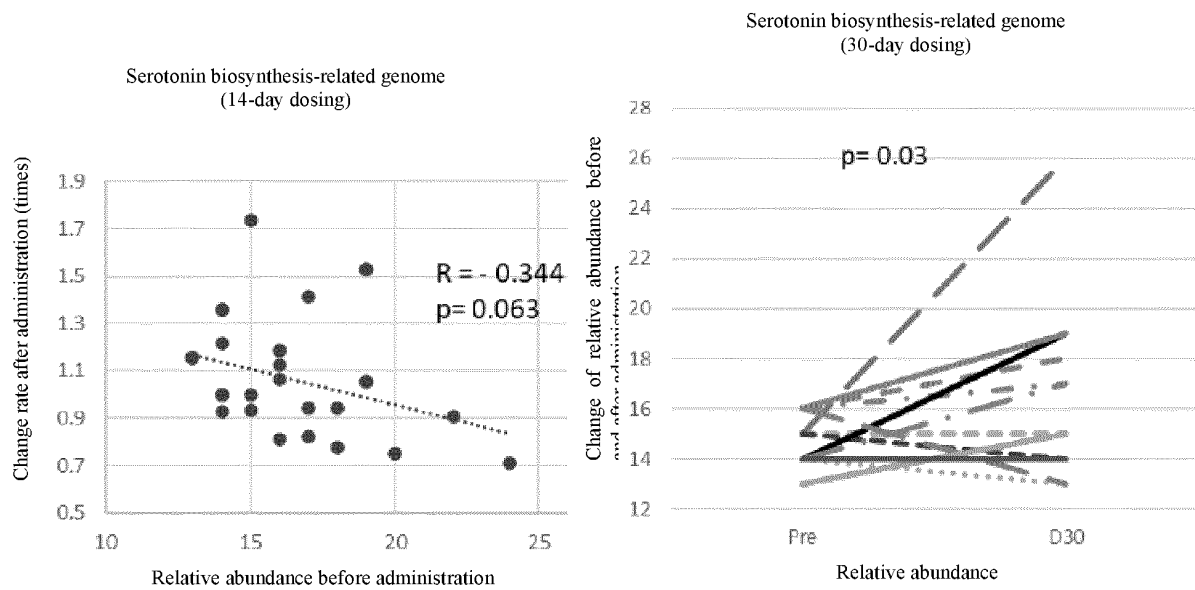 Serotonin biosynthesis-related genome
(14-day dosing)
Change rate after administration (times)
1.9
1.7
1.5
1.3
1.1
0.9
0.7
0.5
R = - 0.344
p= 0.063
10
15
20
25
Relative abundance before administration
Serotonin biosynthesis-related genome
(30-day dosing)
Change of relative abundance before
and after administration
28
26
24
22
20
18
16
14
12
p= 0.03
Pre
D30
Relative abundance